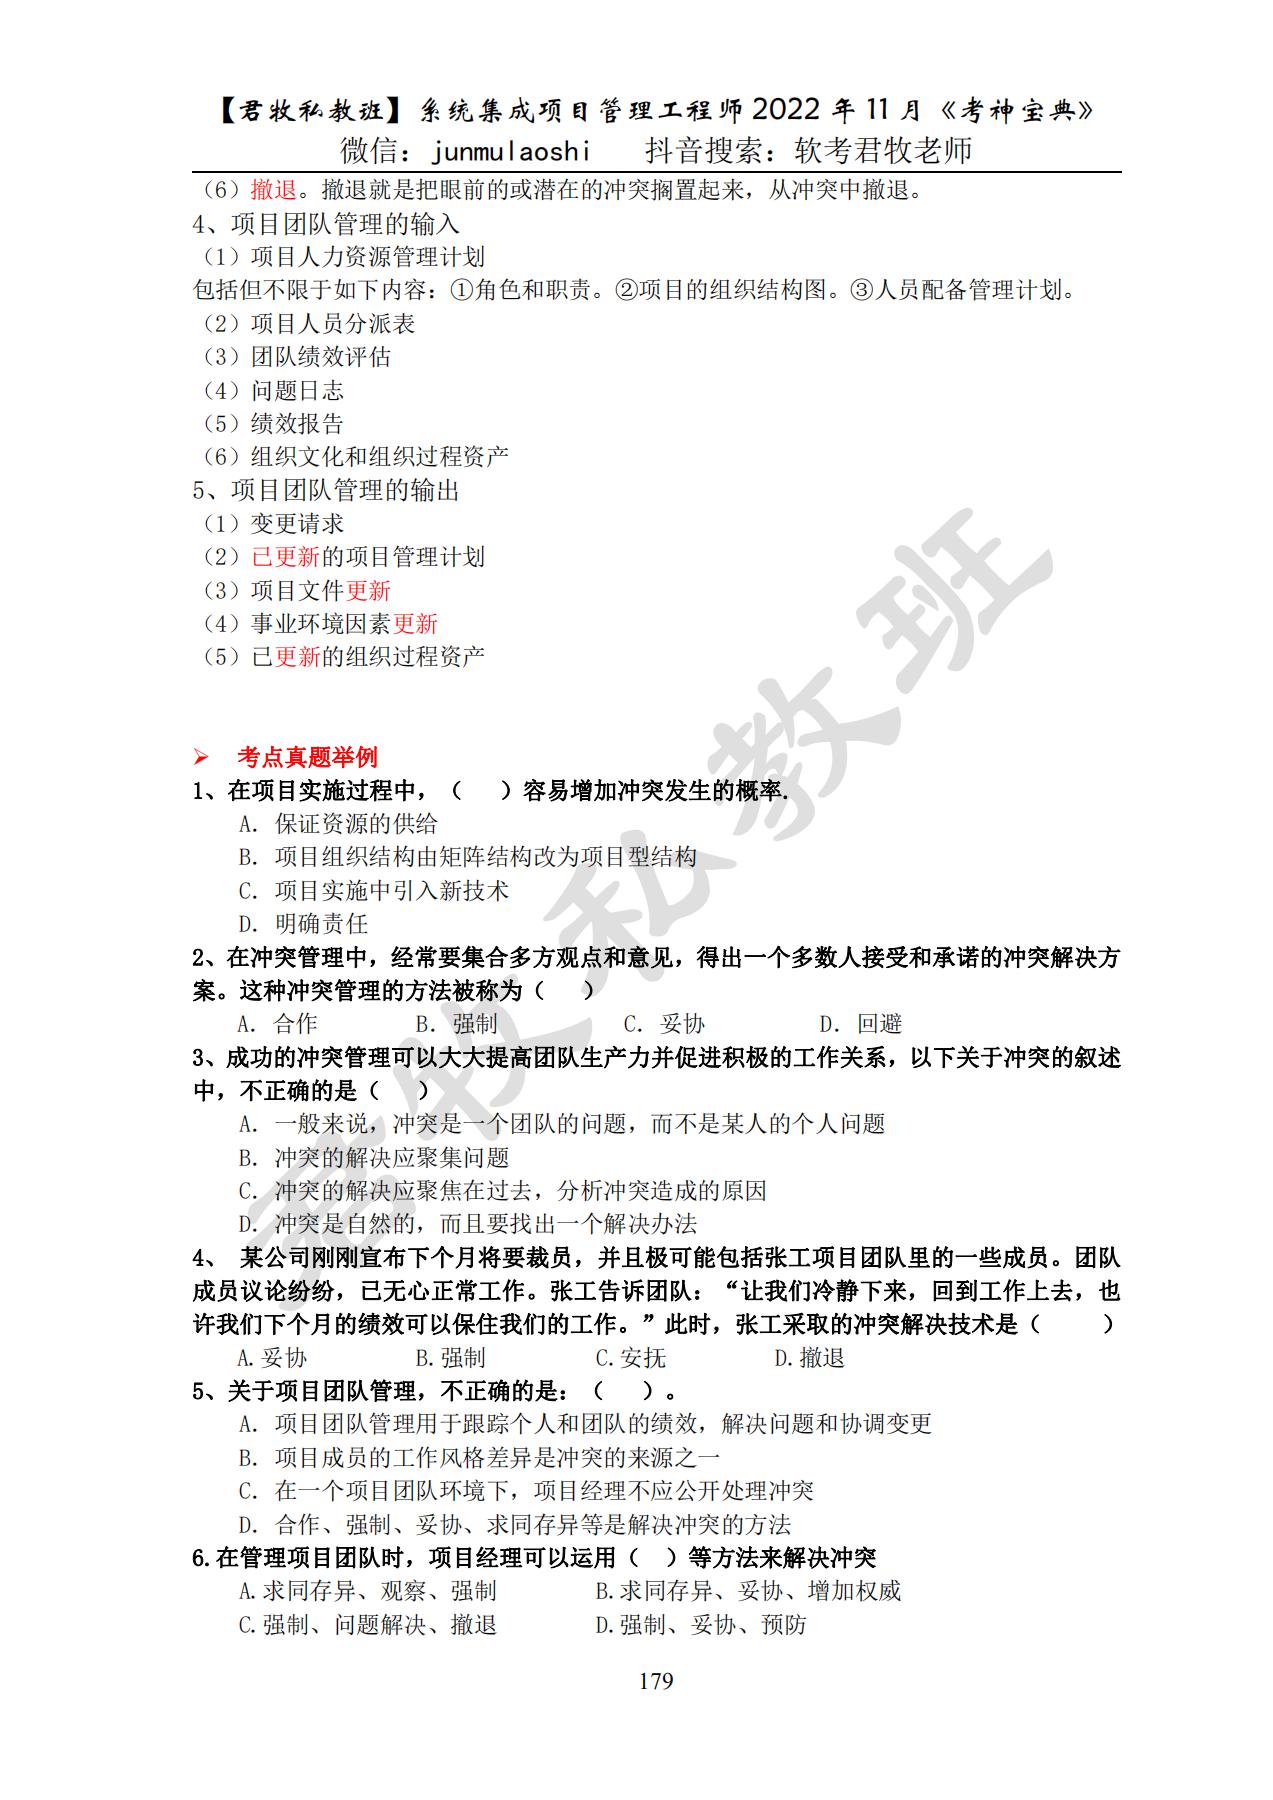 【君牧私教班】系统集成项目管理工程师2022年11月《考神宝典》
微信：junmulaoshi 抖音搜索：软考君牧老师
（6）撤退。撤退就是把眼前的或潜在的冲突搁置起来，从冲突中撤退。
4、项目团队管理的输入
（1）项目人力资源管理计划
包括但不限于如下内容：①角色和职责。②项目的组织结构图。③人员配备管理计划。
（2）项目人员分派表
（3）团队绩效评估
（4）问题日志
（5）绩效报告
（6）组织文化和组织过程资产
5、项目团队管理的输出
（1）变更请求
（2）已更新的项目管理计划
（3）项目文件更新
（4）事业环境因素更新
（5）已更新的组织过程资产
➢ 考点真题举例
1、在项目实施过程中，（ ）容易增加冲突发生的概率.
A．保证资源的供给
B．项目组织结构由矩阵结构改为项目型结构
C．项目实施中引入新技术
D．明确责任
2、在冲突管理中，经常要集合多方观点和意见，得出一个多数人接受和承诺的冲突解决方
案。这种冲突管理的方法被称为（ ）
A．合作 B．强制 C．妥协 D．回避
3、成功的冲突管理可以大大提高团队生产力并促进积极的工作关系，以下关于冲突的叙述
中，不正确的是（ ）
A．一般来说，冲突是一个团队的问题，而不是某人的个人问题
B．冲突的解决应聚集问题
C．冲突的解决应聚焦在过去，分析冲突造成的原因
D．冲突是自然的，而且要找出一个解决办法
4、 某公司刚刚宣布下个月将要裁员，并且极可能包括张工项目团队里的一些成员。团队
成员议论纷纷，已无心正常工作。张工告诉团队：“让我们冷静下来，回到工作上去，也
许我们下个月的绩效可以保住我们的工作。”此时，张工采取的冲突解决技术是（ ）
A.妥协 B.强制 C.安抚 D.撤退
5、关于项目团队管理，不正确的是：（ ）。
A．项目团队管理用于跟踪个人和团队的绩效，解决问题和协调变更
B．项目成员的工作风格差异是冲突的来源之一
C．在一个项目团队环境下，项目经理不应公开处理冲突
D．合作、强制、妥协、求同存异等是解决冲突的方法
6.在管理项目团队时，项目经理可以运用（ ）等方法来解决冲突
A.求同存异、观察、强制 B.求同存异、妥协、增加权威
C.强制、问题解决、撤退 D.强制、妥协、预防
179
君牧私教班